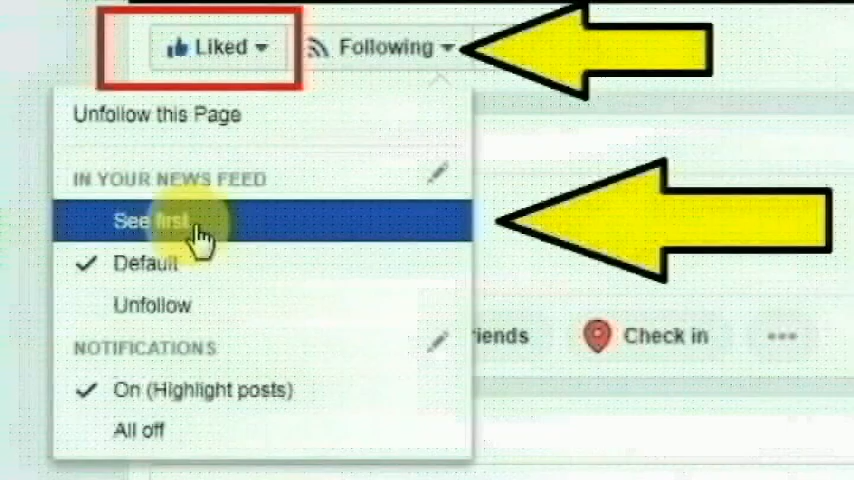 Liked Following
Unfollow this Page
IN YOUR NEWS FEED
See first
Default
Unfollow
riends Check in
NOTIFICATIONS
On (Highlight posts)
All off